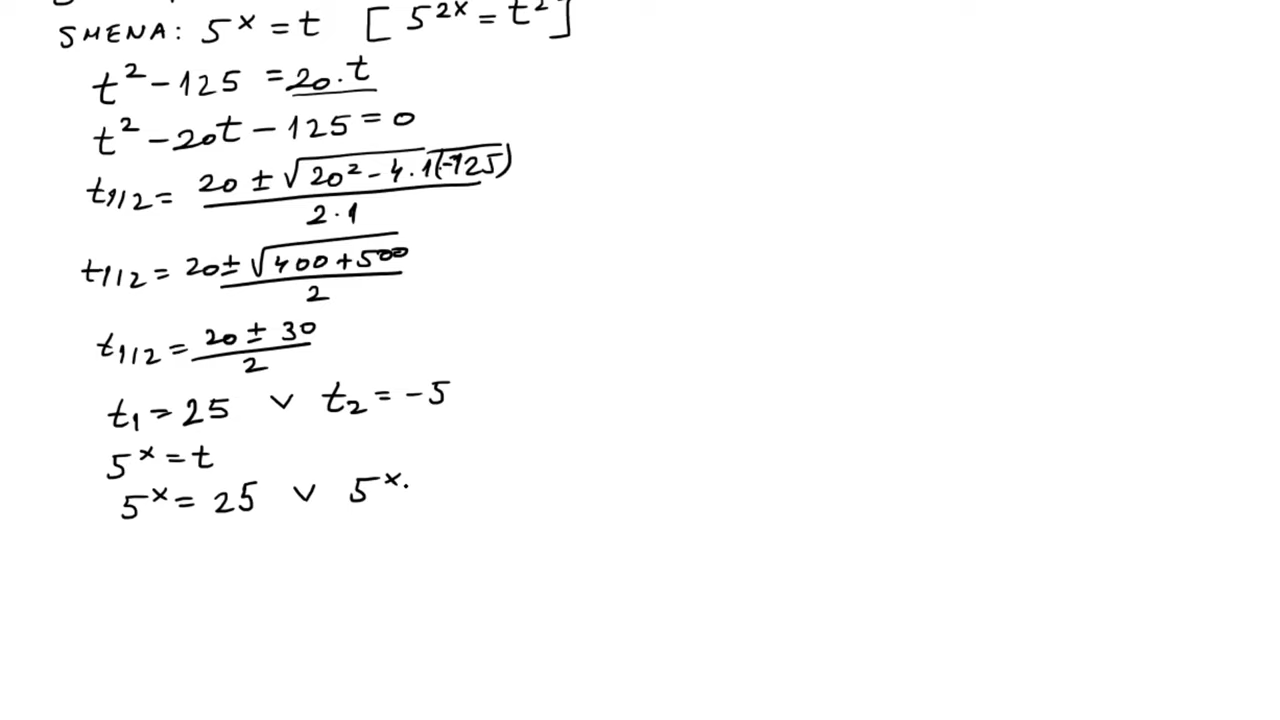 SMENA: 5^x = t [5^2x = t^2]
t^2 - 125 = 20·t
t^2 - 20t - 125 = 0
t1/2 = (20 ± √(20^2 - 4·1(-125))) / (2·1)
t1/2 = (20 ± √(400 + 500)) / 2
t1/2 = (20 ± 30) / 2
t1 = 25 ∨ t2 = -5
5^x = t
5^x = 25 ∨ 5^x